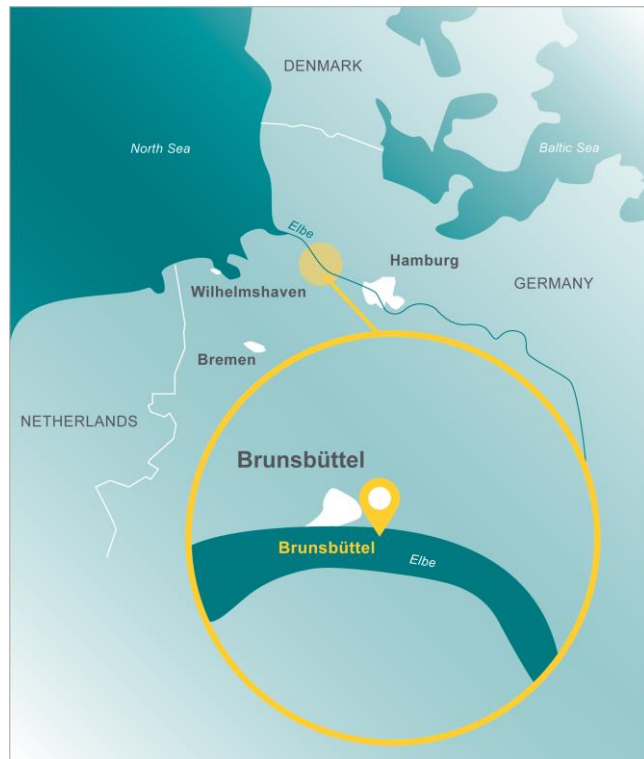 DENMARK
North Sea
Baltic Sea
Elbe
Hamburg
GERMANY
Wilhelmshaven
Bremen
NETHERLANDS
Brunsbüttel
Brunsbüttel
Elbe